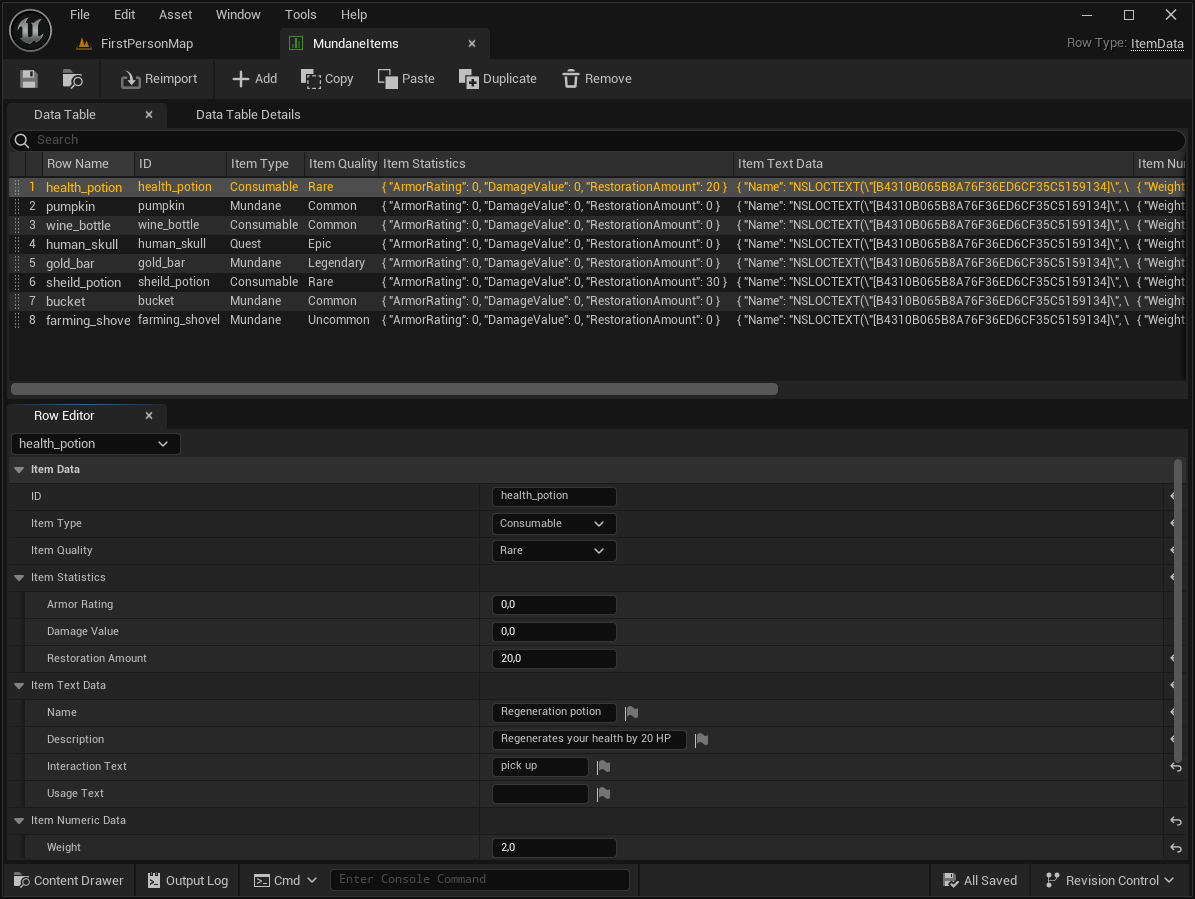 File Edit Asset Window Tools Help
FirstPersonMap MundaneItems Row Type: ItemData
Reimport Add Copy Paste Duplicate Remove
Data Table Data Table Details
Search
Row Name ID Item Type Item Quality Item Statistics Item Text Data Item Nu
1 health_potion health_potion Consumable Rare { "ArmorRating": 0, "DamageValue": 0, "RestorationAmount": 20 } { "Name": "NSLOCTEXT(\"[B4310B065B8A76F36ED6CF35C5159134]\", \ { "Weight
2 pumpkin pumpkin Mundane Common { "ArmorRating": 0, "DamageValue": 0, "RestorationAmount": 0 } { "Name": "NSLOCTEXT(\"[B4310B065B8A76F36ED6CF35C5159134]\", \ { "Weight
3 wine_bottle wine_bottle Consumable Common { "ArmorRating": 0, "DamageValue": 0, "RestorationAmount": 0 } { "Name": "NSLOCTEXT(\"[B4310B065B8A76F36ED6CF35C5159134]\", \ { "Weight
4 human_skull human_skull Quest Epic { "ArmorRating": 0, "DamageValue": 0, "RestorationAmount": 0 } { "Name": "NSLOCTEXT(\"[B4310B065B8A76F36ED6CF35C5159134]\", \ { "Weight
5 gold_bar gold_bar Mundane Legendary { "ArmorRating": 0, "DamageValue": 0, "RestorationAmount": 0 } { "Name": "NSLOCTEXT(\"[B4310B065B8A76F36ED6CF35C5159134]\", \ { "Weight
6 sheild_potion sheild_potion Consumable Rare { "ArmorRating": 0, "DamageValue": 0, "RestorationAmount": 30 } { "Name": "NSLOCTEXT(\"[B4310B065B8A76F36ED6CF35C5159134]\", \ { "Weight
7 bucket bucket Mundane Common { "ArmorRating": 0, "DamageValue": 0, "RestorationAmount": 0 } { "Name": "NSLOCTEXT(\"[B4310B065B8A76F36ED6CF35C5159134]\", \ { "Weight
8 farming_shove farming_shovel Mundane Uncommon { "ArmorRating": 0, "DamageValue": 0, "RestorationAmount": 0 } { "Name": "NSLOCTEXT(\"[B4310B065B8A76F36ED6CF35C5159134]\", \ { "Weight
Row Editor
health_potion
Item Data
ID health_potion
Item Type Consumable
Item Quality Rare
Item Statistics
Armor Rating 0,0
Damage Value 0,0
Restoration Amount 20,0
Item Text Data
Name Regeneration potion
Description Regenerates your health by 20 HP
Interaction Text pick up
Usage Text
Item Numeric Data
Weight 2,0
Content Drawer Output Log Cmd Enter Console Command All Saved Revision Control